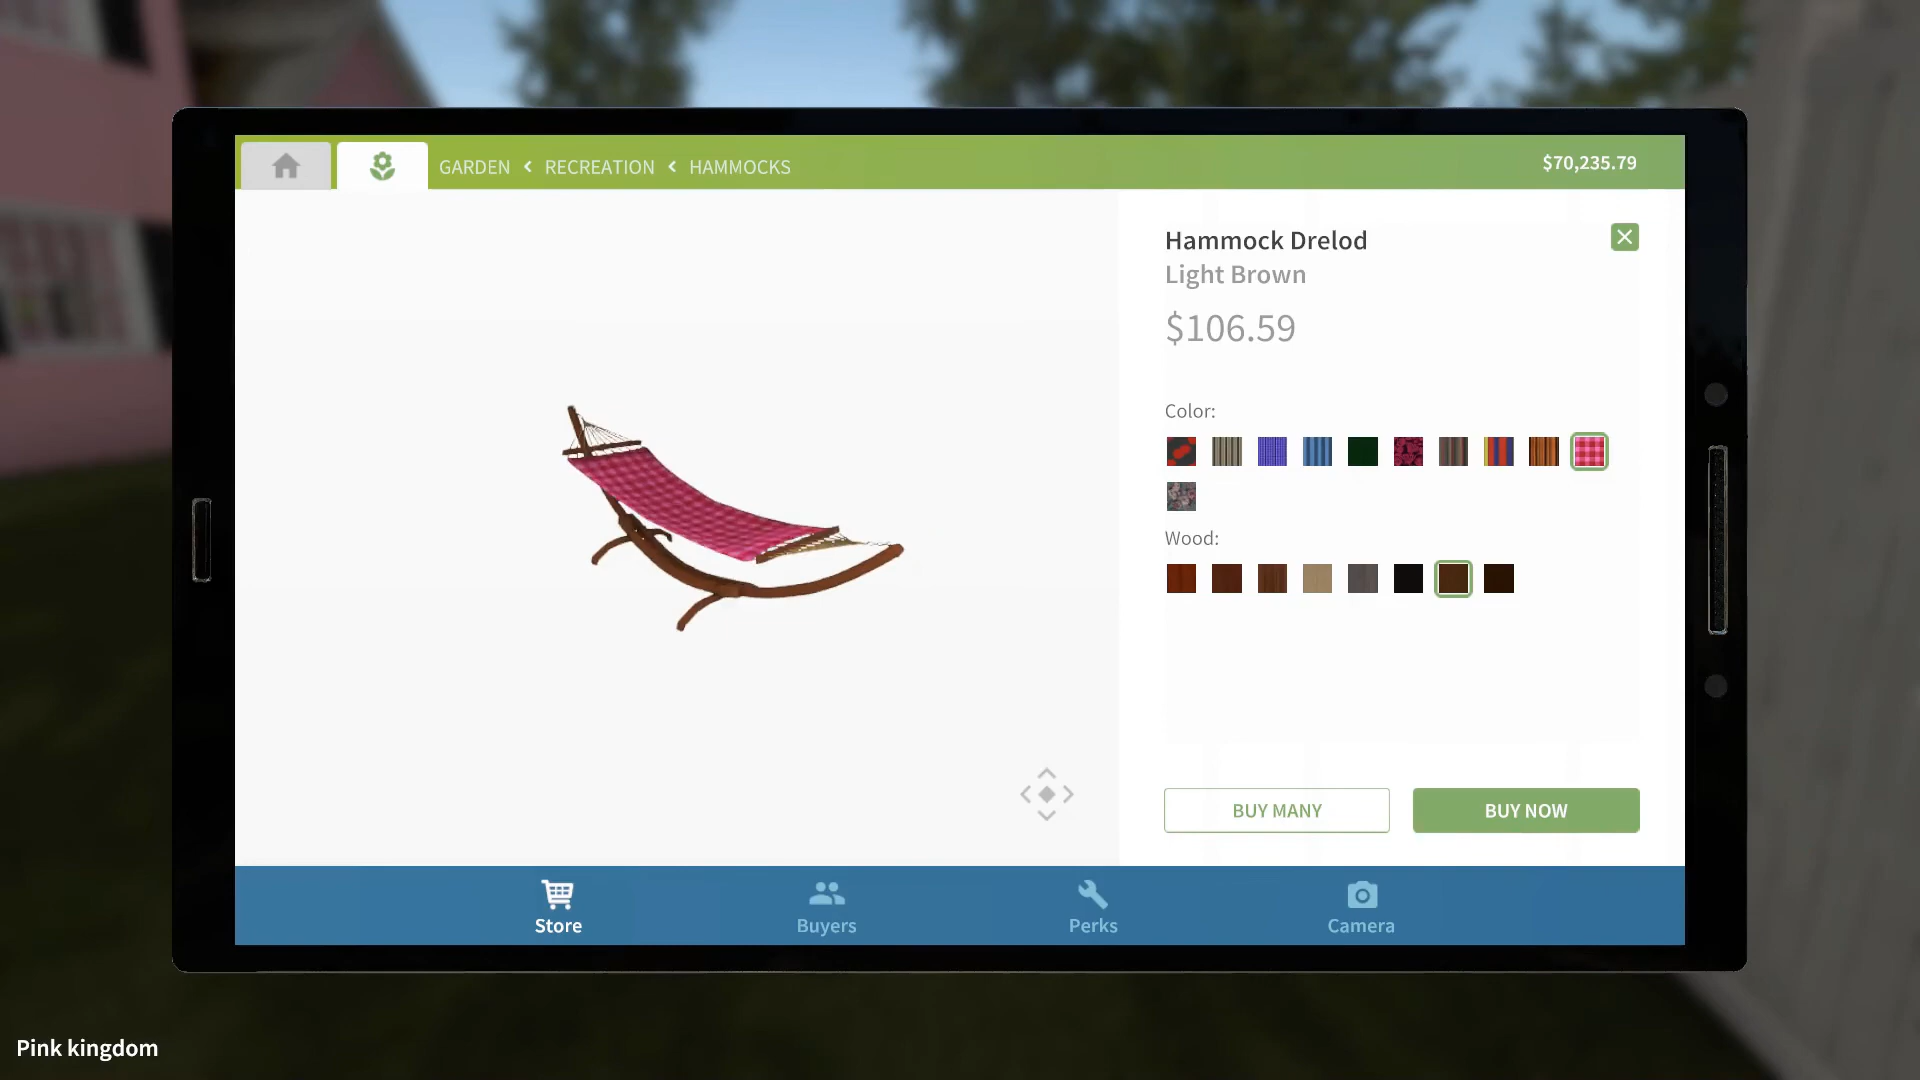 GARDEN < RECREATION < HAMMOCKS
$70,235.79
Hammock Drelod
Light Brown
$106.59
Color:
Wood:
BUY MANY
BUY NOW
Store
Buyers
Perks
Camera
Pink kingdom